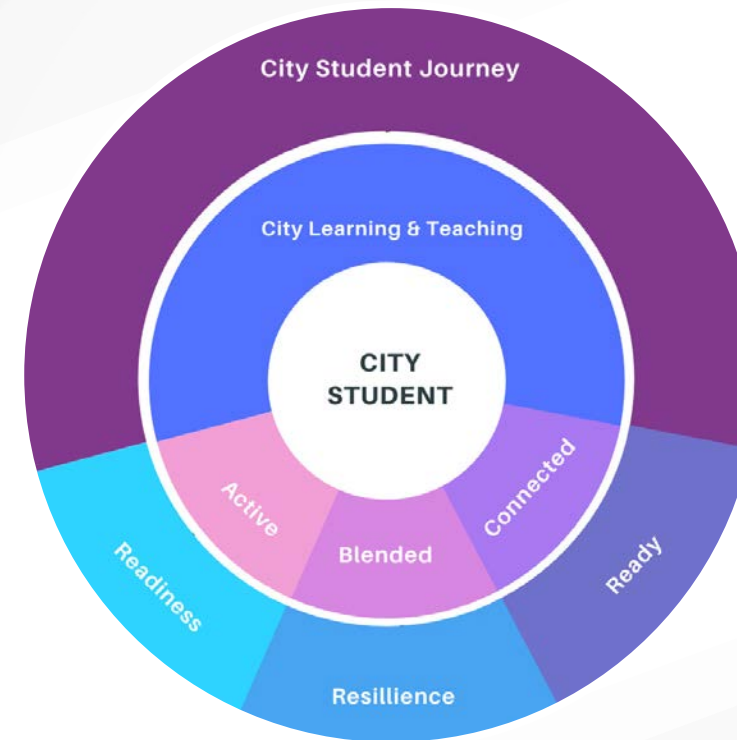 City Student Journey
City Learning & Teaching
CITY
STUDENT
Active
Blended
Connected
Readiness
Resillience
Ready